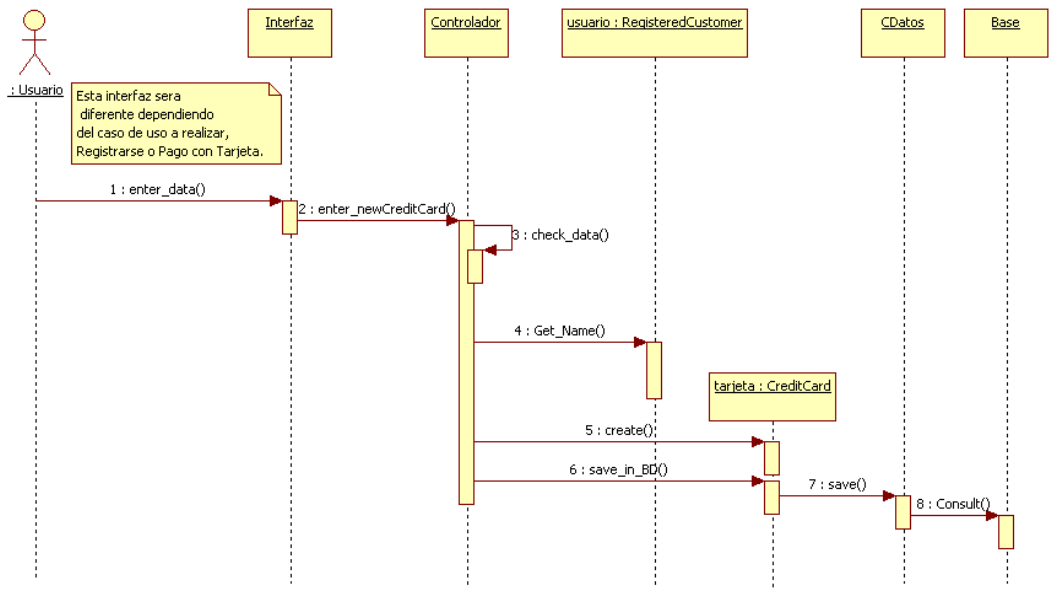 Interfaz
Controlador
usuario : RegisteredCustomer
CDatos
Base
: Usuario
Esta interfaz sera
diferente dependiendo
del caso de uso a realizar,
Registrarse o Pago con Tarjeta.
1 : enter_data()
2 : enter_newCreditCard()
3 : check_data()
4 : Get_Name()
tarjeta : CreditCard
5 : create()
6 : save_in_BD()
7 : save()
8 : Consult()